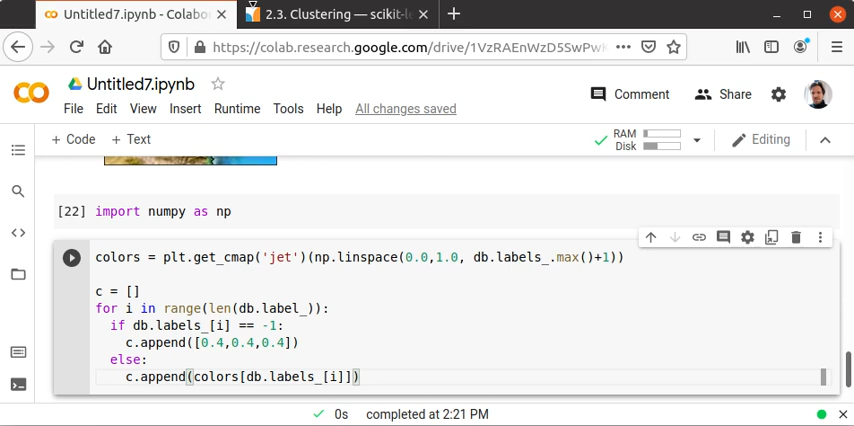 Untitled7.ipynb - Colabo
2.3. Clustering — scikit-le
https://colab.research.google.com/drive/1VzRAEnWzD5SwPwK
Untitled7.ipynb
Comment
Share
File Edit View Insert Runtime Tools Help All changes saved
+ Code + Text
RAM
Disk
Editing
[22] import numpy as np
colors = plt.get_cmap('jet')(np.linspace(0.0,1.0, db.labels_.max()+1))
c = []
for i in range(len(db.label_)):
if db.labels_[i] == -1:
c.append([0.4,0.4,0.4])
else:
c.append(colors[db.labels_[i]])
0s completed at 2:21 PM